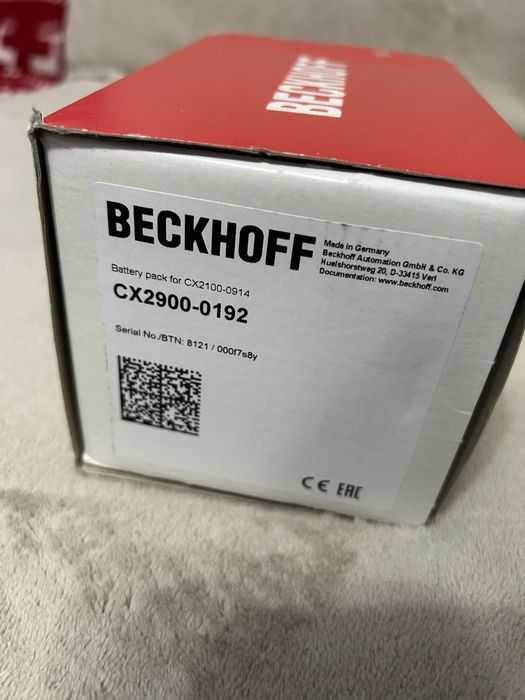 BECKHOFF
BECKHOFF
Made in Germany
Beckhoff Automation GmbH & Co. KG
Huelshorstweg 20, D-33415 Verl
Documentation: www.beckhoff.com
Battery pack for CX2100-0914
CX2900-0192
Serial No./BTN: 8121 / 000f7s8y
CE EAC